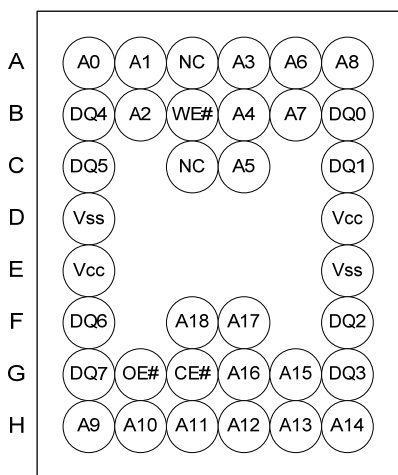 A A0 A1 NC A3 A6 A8
B DQ4 A2 WE# A4 A7 DQ0
C DQ5 NC A5 DQ1
D Vss Vcc
E Vcc Vss
F DQ6 A18 A17 DQ2
G DQ7 OE# CE# A16 A15 DQ3
H A9 A10 A11 A12 A13 A14